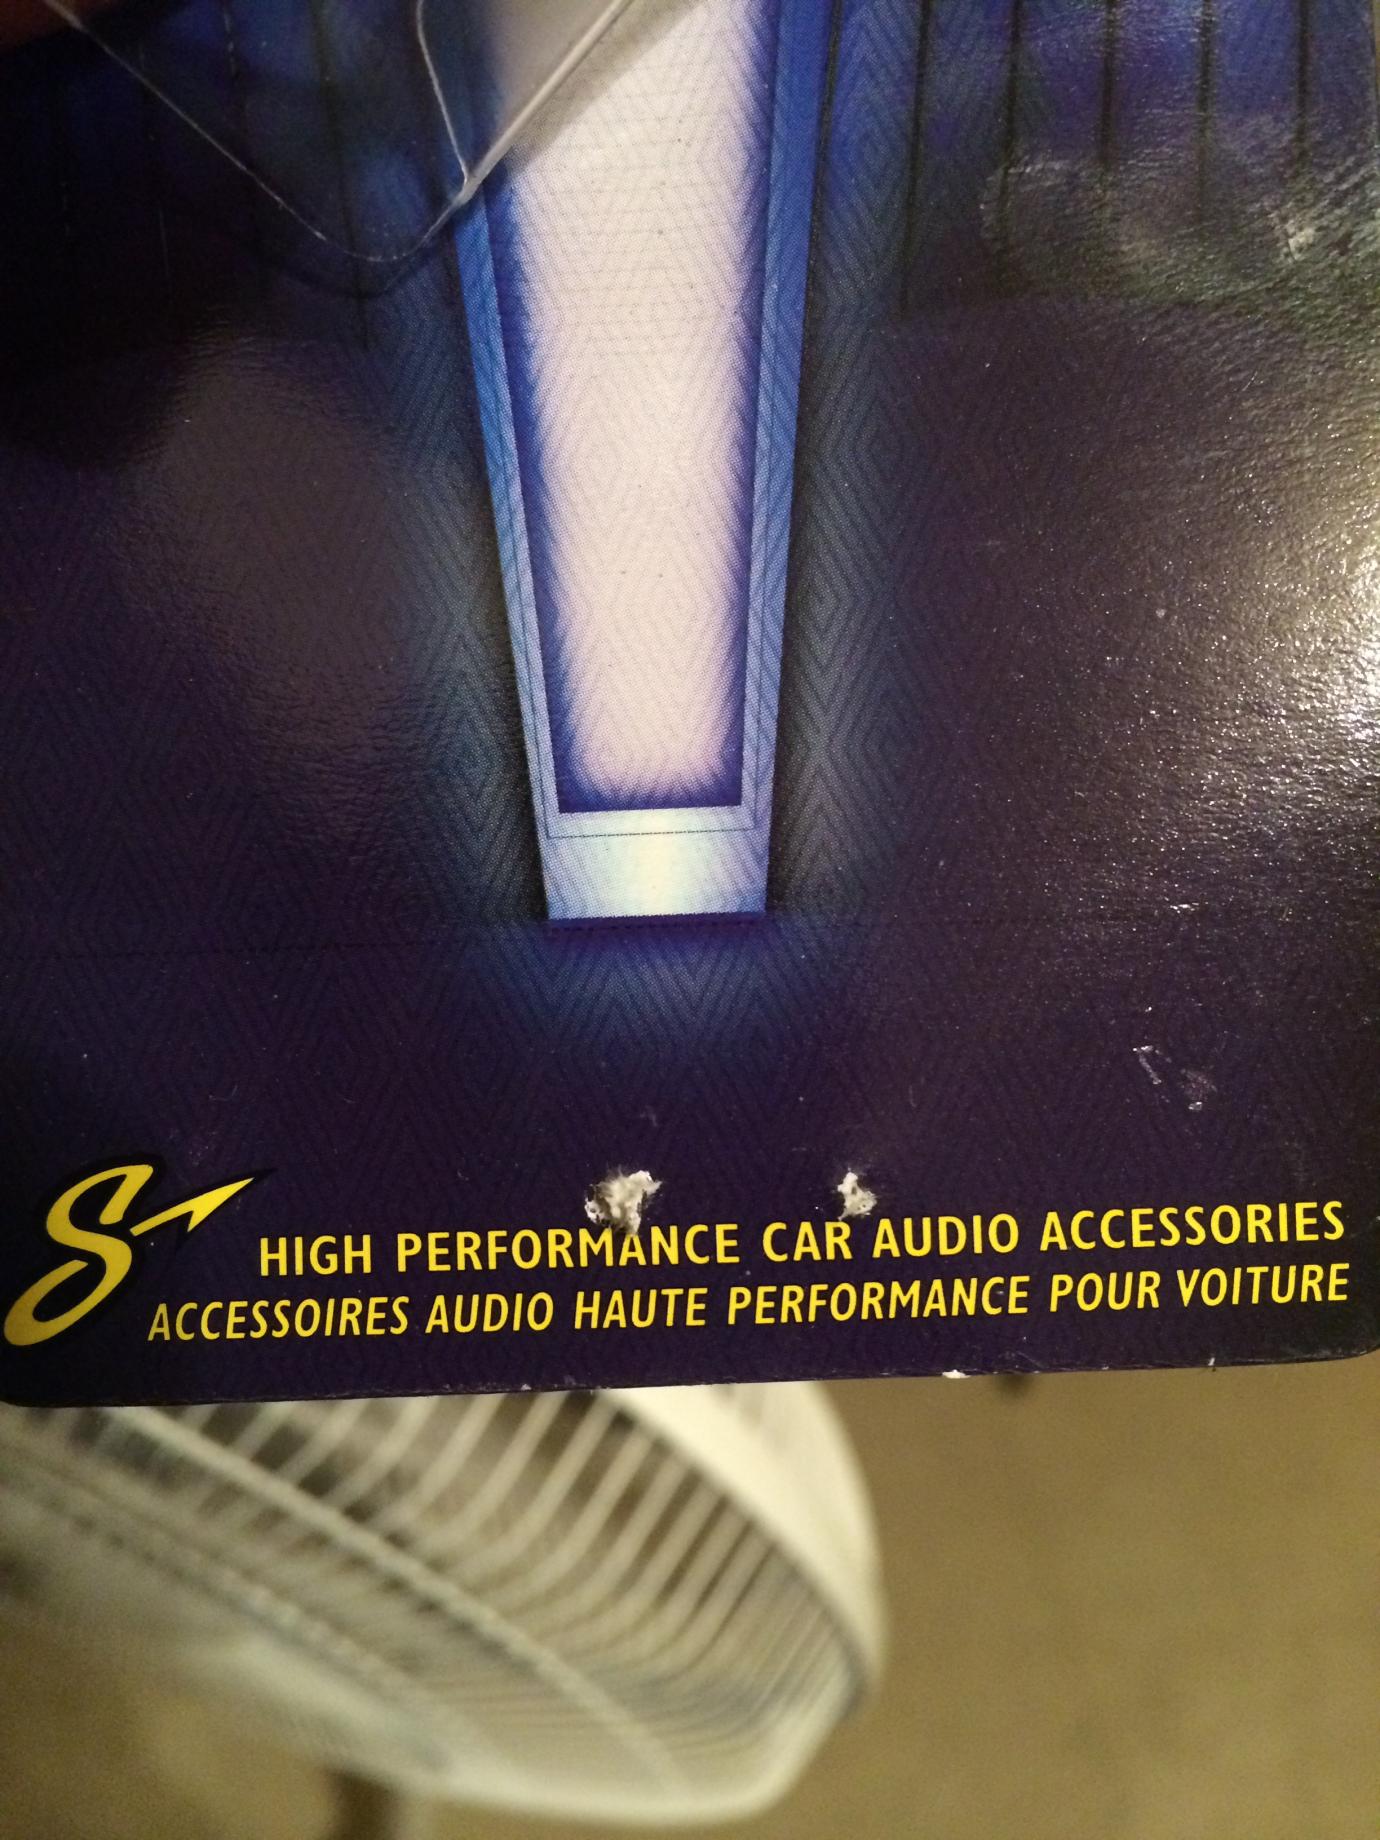 S
HIGH PERFORMANCE CAR AUDIO ACCESSORIES
ACCESSOIRES AUDIO HAUTE PERFORMANCE POUR VOITURE